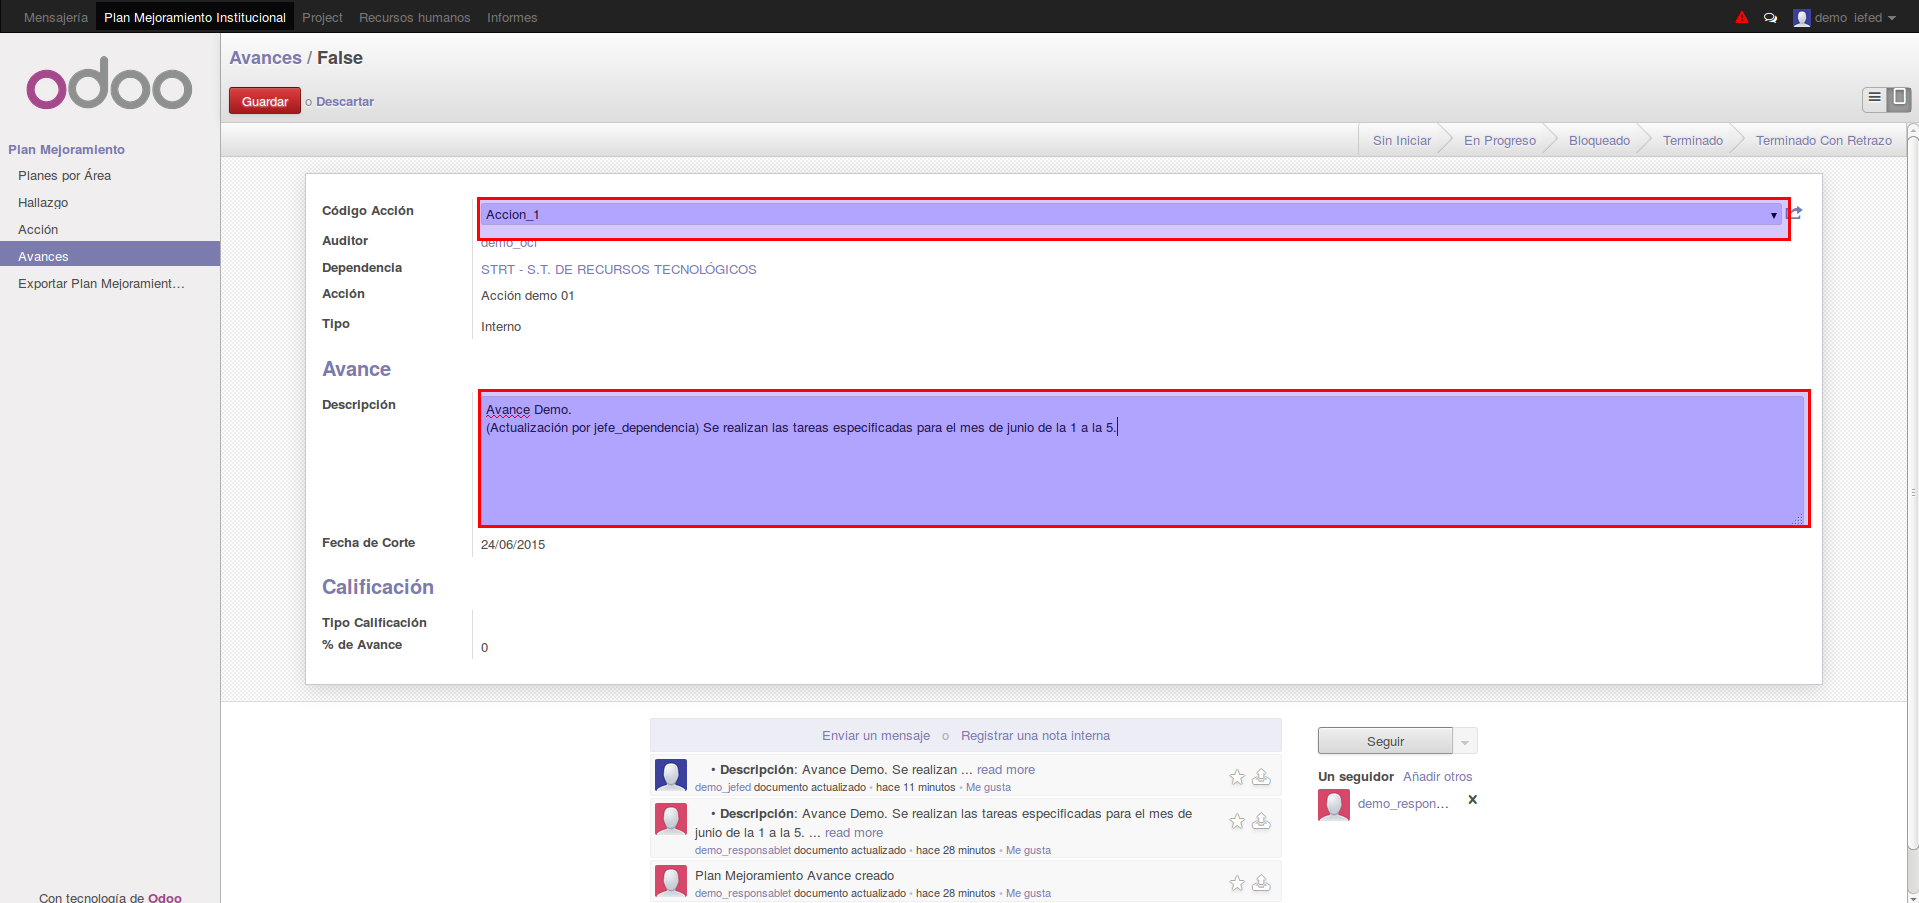 Mensajería Plan Mejoramiento Institucional Project Recursos humanos Informes demo_jefed
odoo
Avances / False
Guardar o Descartar
Sin Iniciar En Progreso Bloqueado Terminado Terminado Con Retrazo
Plan Mejoramiento
Planes por Área
Hallazgo
Acción
Avances
Exportar Plan Mejoramient...
Con tecnología de Odoo
Código Acción Accion_1
Auditor demo_oci
Dependencia STRT - S.T. DE RECURSOS TECNOLÓGICOS
Acción Acción demo 01
Tipo Interno
Avance
Descripción Avance Demo.
(Actualización por jefe_dependencia) Se realizan las tareas especificadas para el mes de junio de la 1 a la 5.
Fecha de Corte 24/06/2015
Calificación
Tipo Calificación
% de Avance 0
Enviar un mensaje o Registrar una nota interna
• Descripción: Avance Demo. Se realizan ... read more
demo_jefed documento actualizado • hace 11 minutos • Me gusta
• Descripción: Avance Demo. Se realizan las tareas especificadas para el mes de
junio de la 1 a la 5. ... read more
demo_responsablet documento actualizado • hace 28 minutos • Me gusta
Plan Mejoramiento Avance creado
demo_responsablet documento actualizado • hace 28 minutos • Me gusta
Seguir
Un seguidor Añadir otros
demo_respon... x